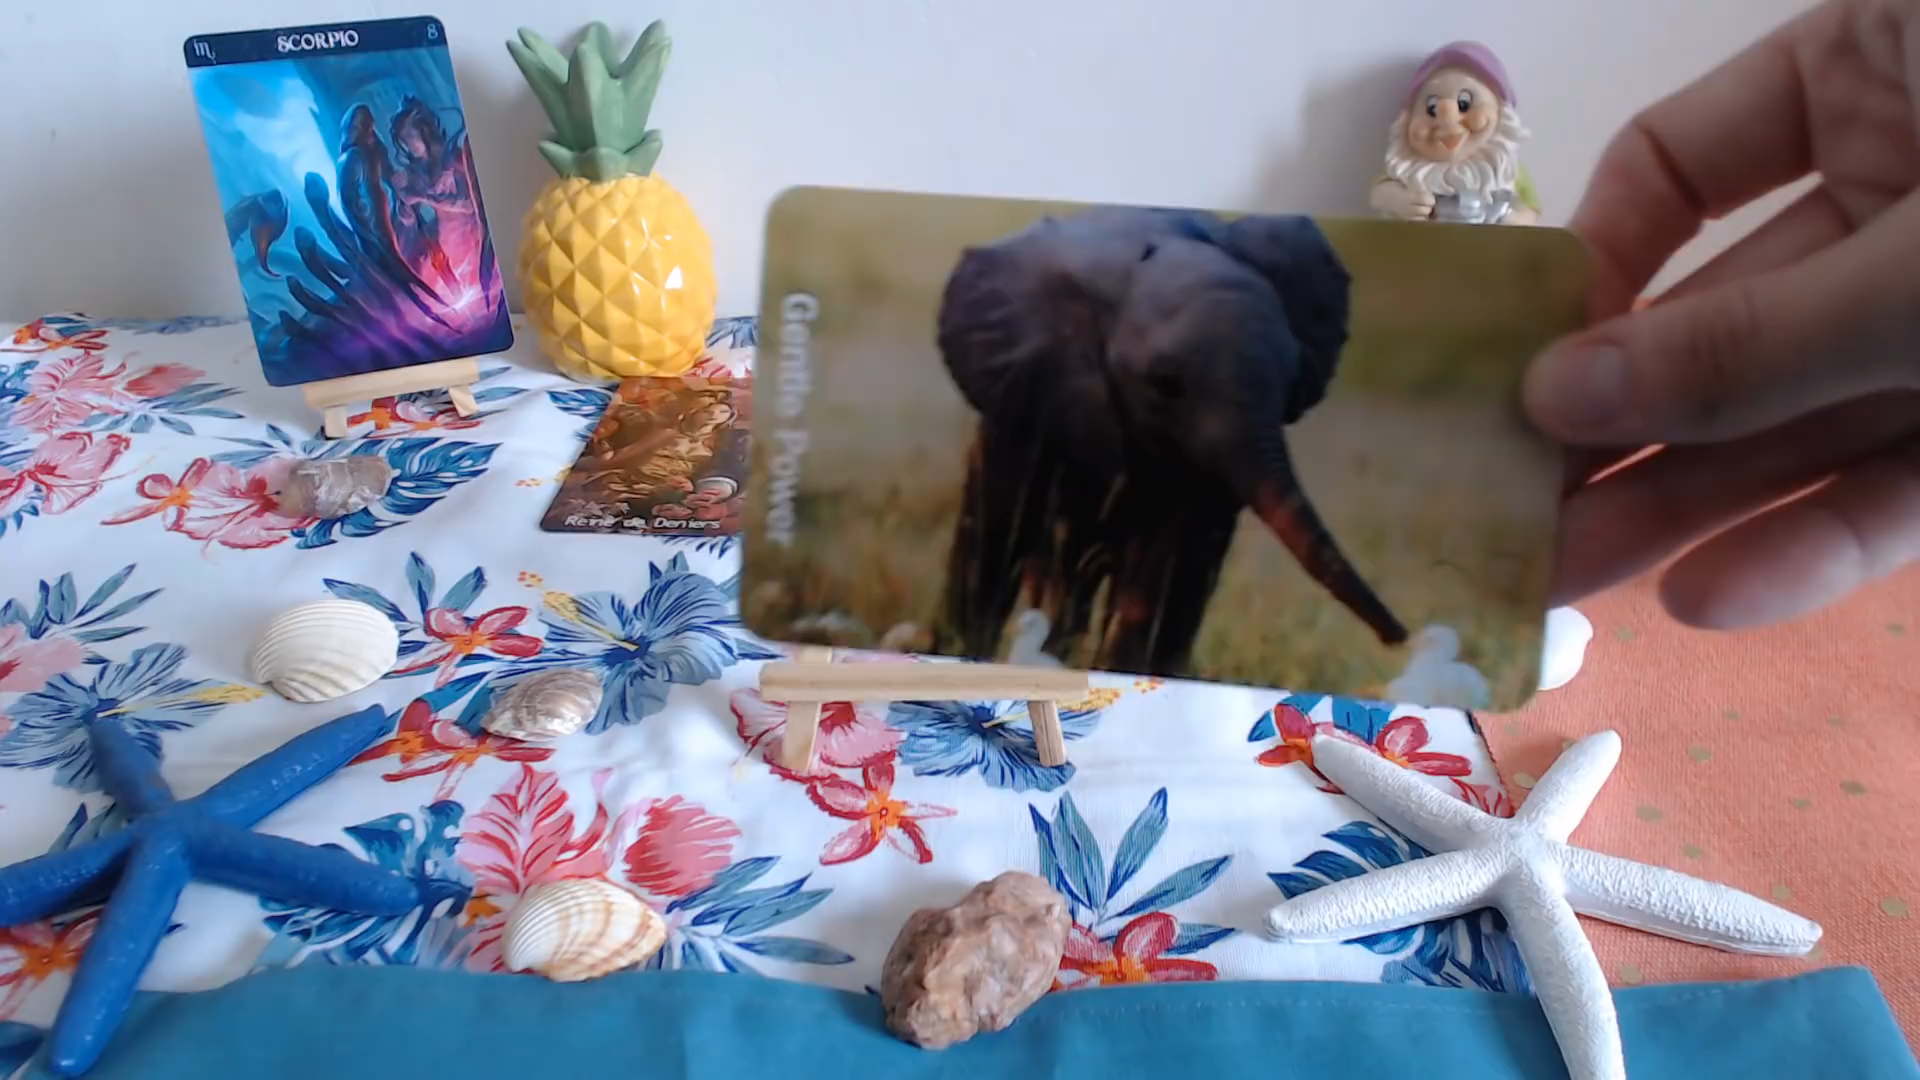 ♏ SCORPIO 8
Gentle Power
Reine de Deniers